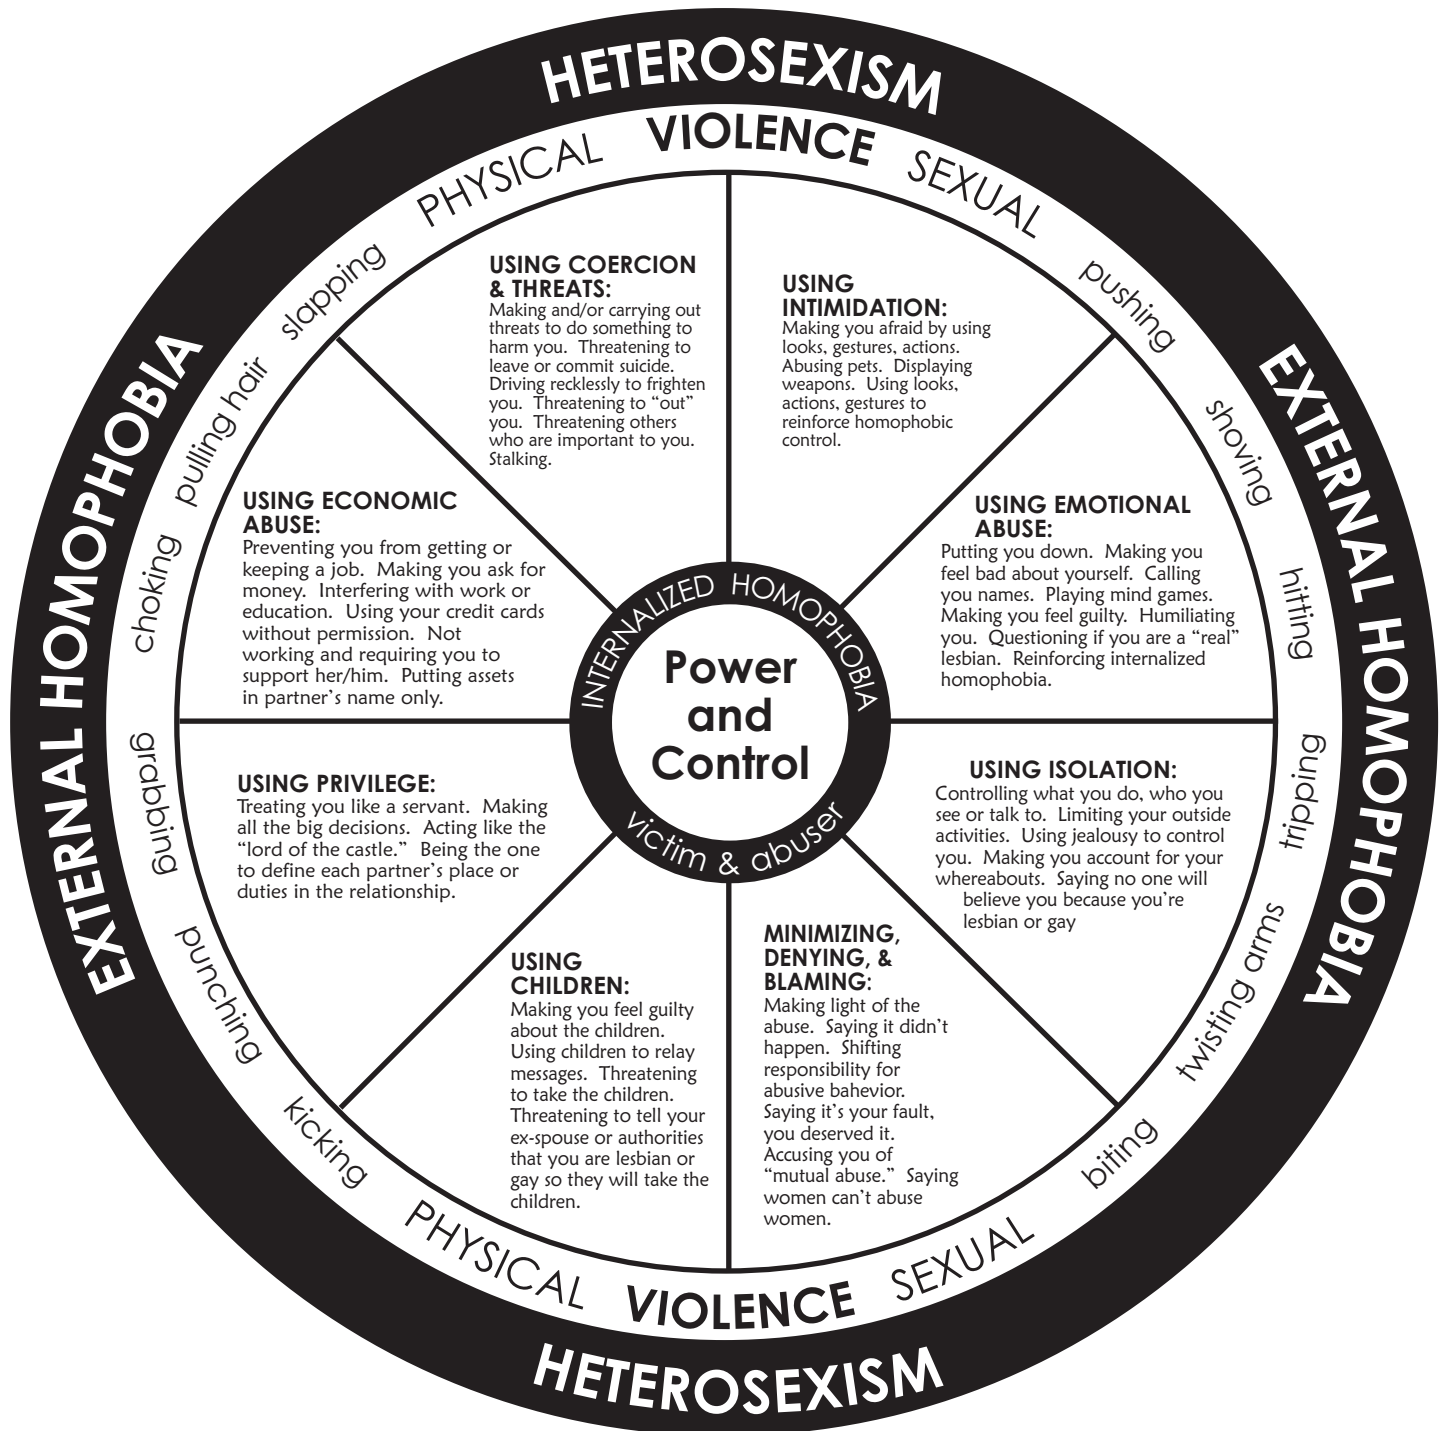 HETEROSEXISM
PHYSICAL VIOLENCE SEXUAL
pushing
shoving
hitting
tripping
twisting arms
biting
EXTERNAL HOMOPHOBIA
slapping
pulling hair
choking
grabbing
punching
kicking
EXTERNAL HOMOPHOBIA
USING COERCION
& THREATS:
Making and/or carrying out
threats to do something to
harm you. Threatening to
leave or commit suicide.
Driving recklessly to frighten
you. Threatening to “out”
you. Threatening others
who are important to you.
Stalking.
USING
INTIMIDATION:
Making you afraid by using
looks, gestures, actions.
Abusing pets. Displaying
weapons. Using looks,
actions, gestures to
reinforce homophobic
control.
USING EMOTIONAL
ABUSE:
Putting you down. Making you
feel bad about yourself. Calling
you names. Playing mind games.
Making you feel guilty. Humiliating
you. Questioning if you are a “real”
lesbian. Reinforcing internalized
homophobia.
USING ISOLATION:
Controlling what you do, who you
see or talk to. Limiting your outside
activities. Using jealousy to control
you. Making you account for your
whereabouts. Saying no one will
believe you because you’re
lesbian or gay
MINIMIZING,
DENYING, &
BLAMING:
Making light of the
abuse. Saying it didn’t
happen. Shifting
responsibility for
abusive bahevior.
Saying it’s your fault,
you deserved it.
Accusing you of
“mutual abuse.” Saying
women can’t abuse
women.
USING
CHILDREN:
Making you feel guilty
about the children.
Using children to relay
messages. Threatening
to take the children.
Threatening to tell your
ex-spouse or authorities
that you are lesbian or
gay so they will take the
children.
USING PRIVILEGE:
Treating you like a servant. Making
all the big decisions. Acting like the
“lord of the castle.” Being the one
to define each partner’s place or
duties in the relationship.
USING ECONOMIC
ABUSE:
Preventing you from getting or
keeping a job. Making you ask for
money. Interfering with work or
education. Using your credit cards
without permission. Not
working and requiring you to
support her/him. Putting assets
in partner’s name only.
INTERNALIZED HOMOPHOBIA
Power
and
Control
victim & abuser
PHYSICAL VIOLENCE SEXUAL
HETEROSEXISM